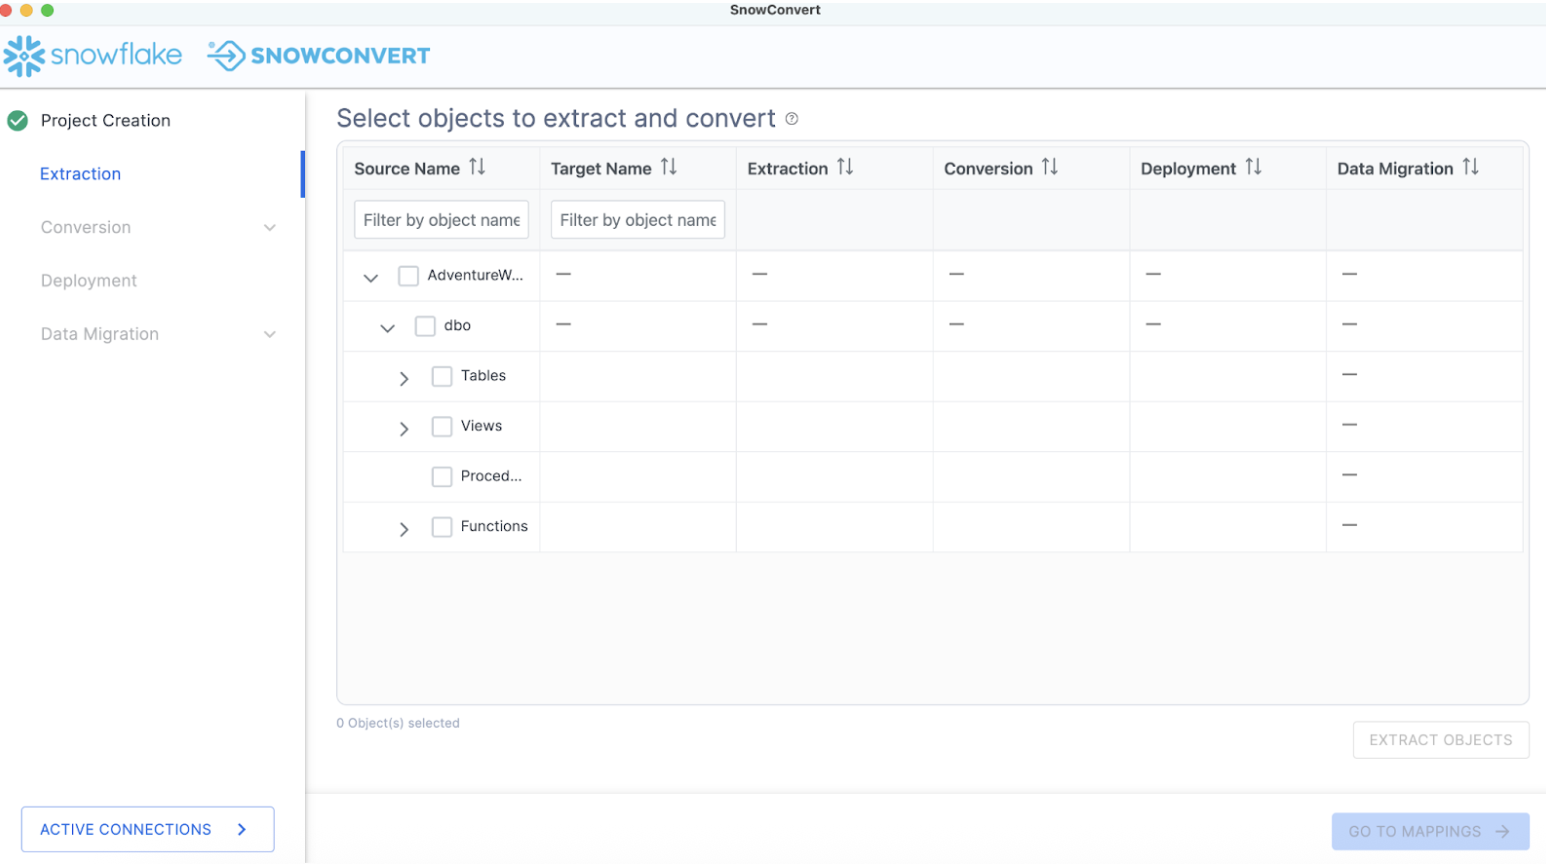 SnowConvert
snowflake SNOWCONVERT
Project Creation
Extraction
Conversion
Deployment
Data Migration
ACTIVE CONNECTIONS
Select objects to extract and convert
Source Name Target Name Extraction Conversion Deployment Data Migration
Filter by object name Filter by object name
AdventureW... — — — — —
dbo — — — — —
Tables —
Views —
Proced... —
Functions —
0 Object(s) selected
EXTRACT OBJECTS
GO TO MAPPINGS